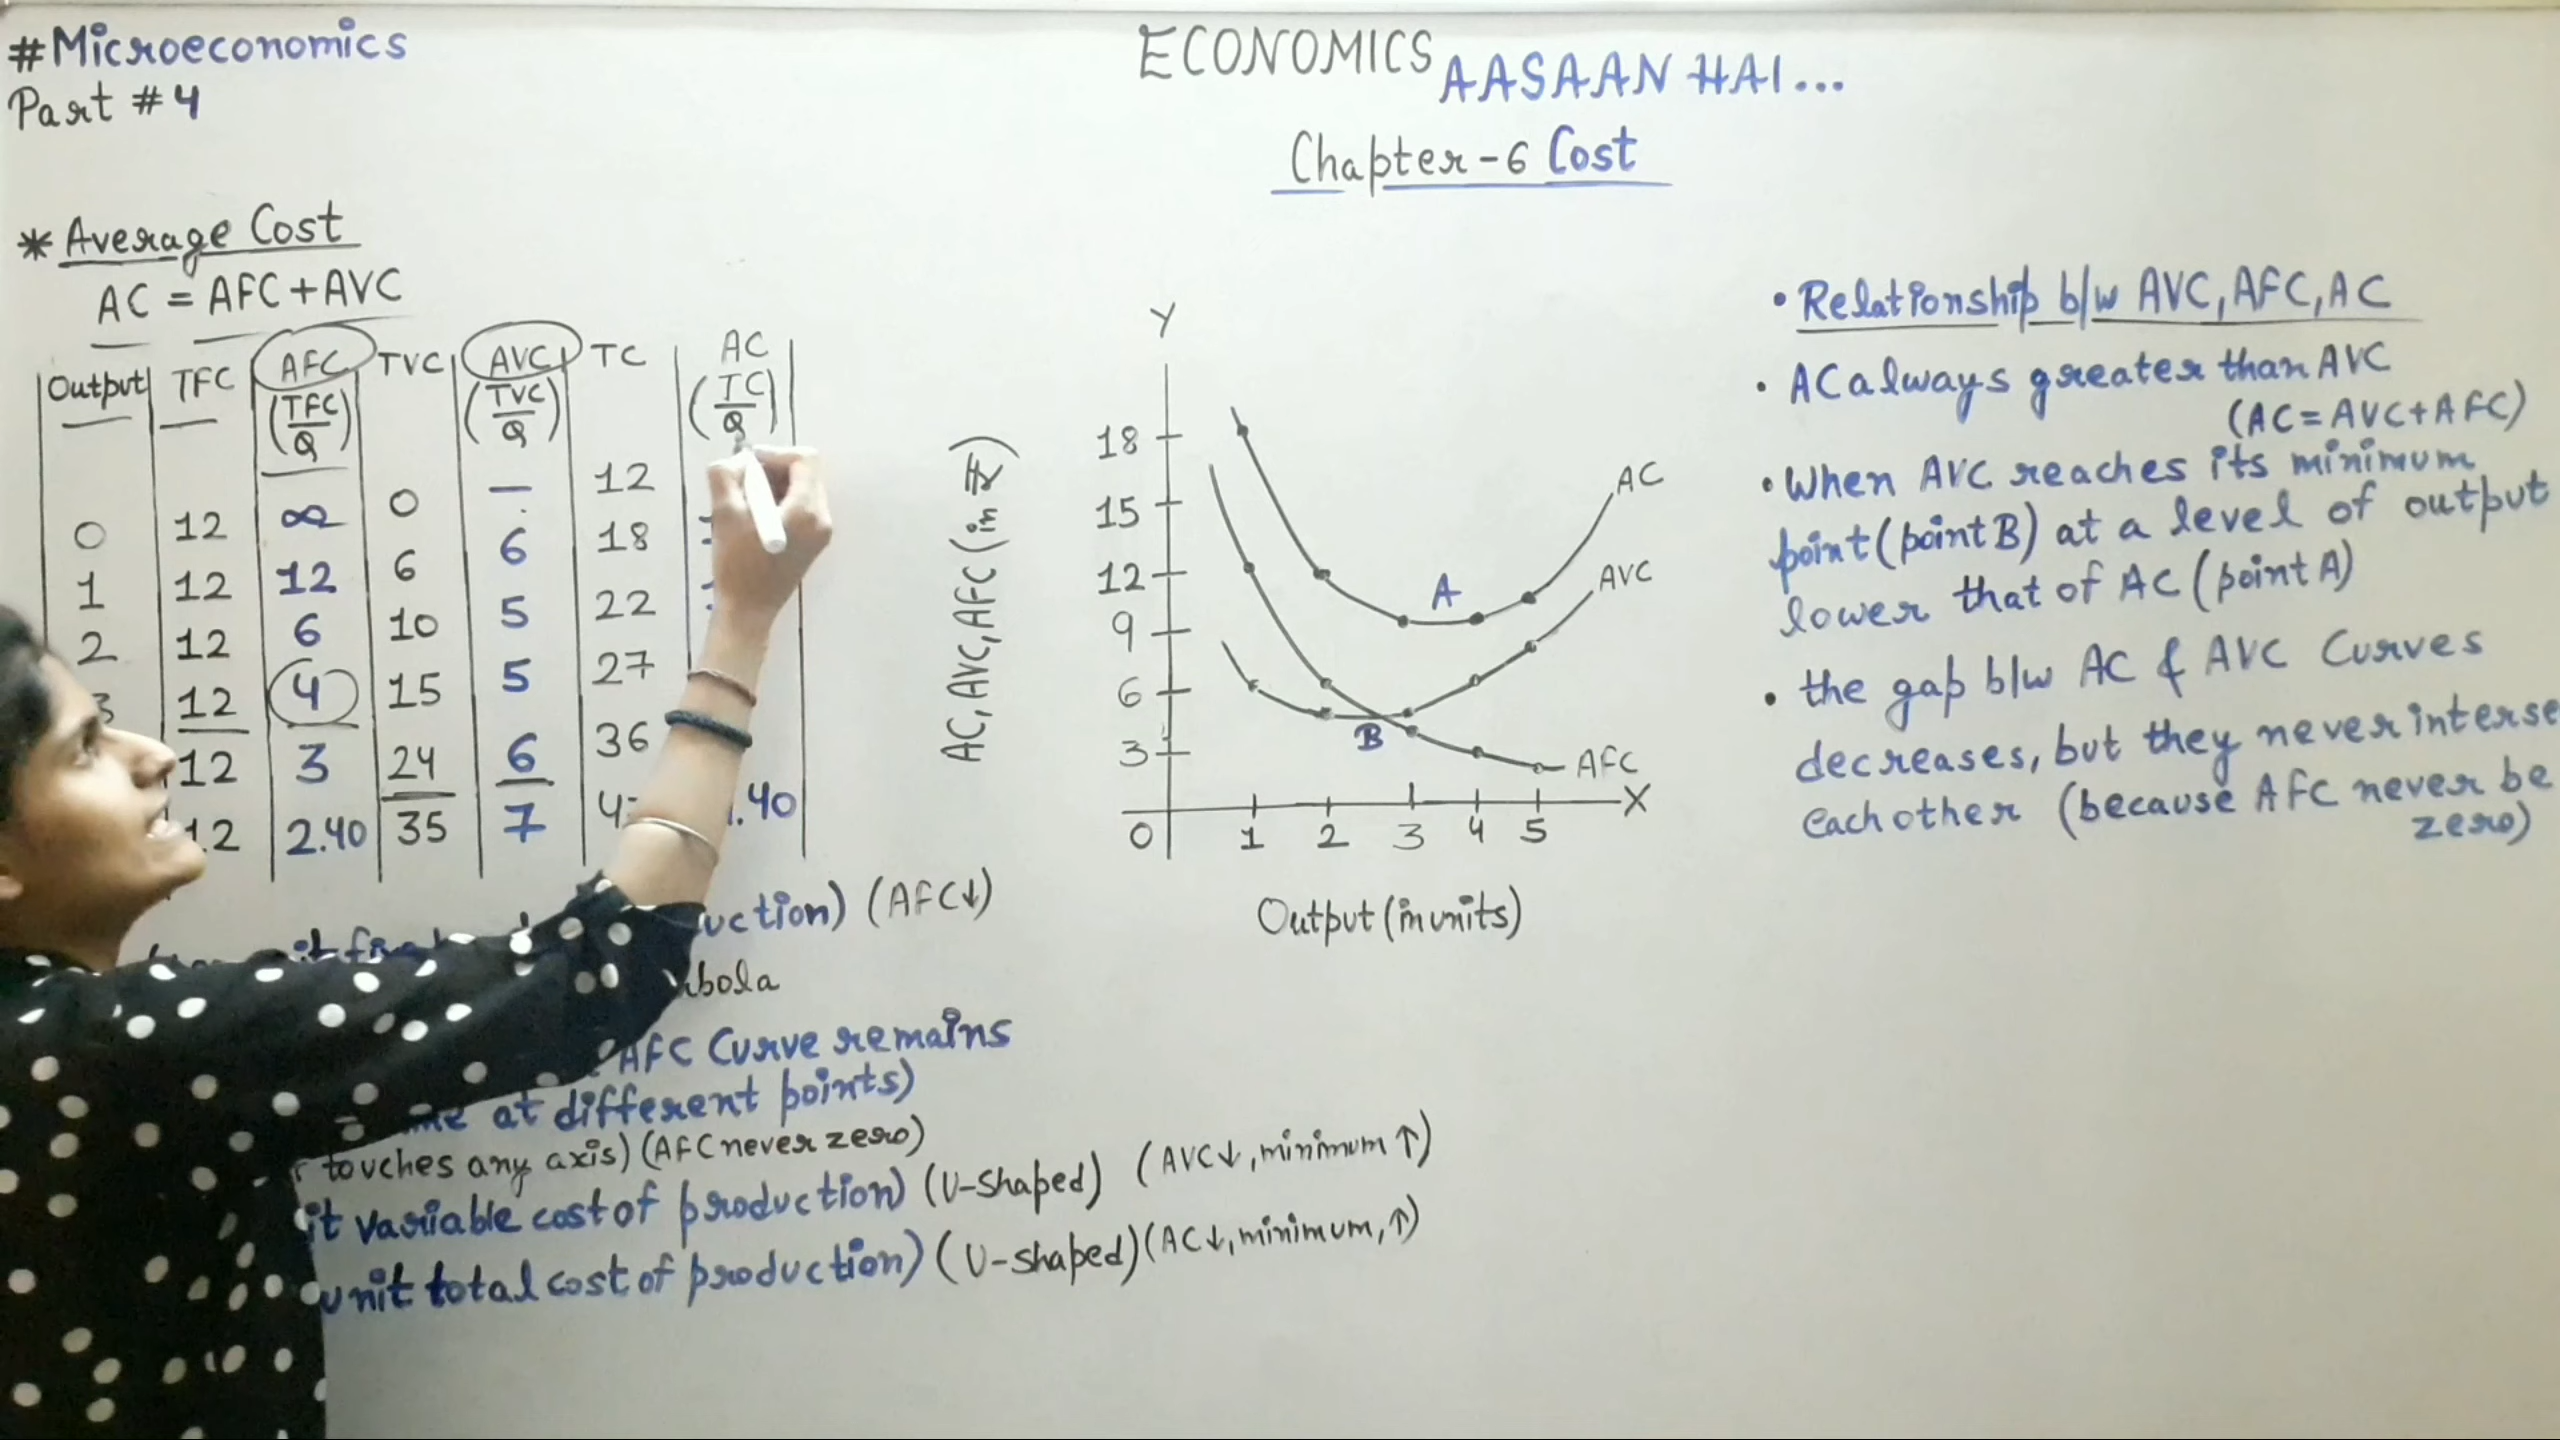 #Microeconomics
Part #4
ECONOMICS AASAAN HAI...
Chapter-6 Cost
* Average Cost
AC = AFC+AVC
Output TFC AFC (TFC/Q) TVC AVC (TVC/Q) TC AC (TC/Q)
0 12 ∞ 0 — 12
1 12 12 6 6 18
2 12 6 10 5 22
3 12 4 15 5 27
12 3 24 6 36
2.40 35 7 .40
uction) (AFC↓)
bola
AFC Curve remains
at different points)
touches any axis) (AFC never zero)
it variable cost of production) (U-Shaped) (AVC↓, minimum ↑)
unit total cost of production) (U-Shaped) (AC↓, minimum, ↑)
Y
AC, AVC, AFC (in ₹)
18
15
12
9
6
3
0 1 2 3 4 5 X
A
B
AC
AVC
AFC
Output (in units)
• Relationship b/w AVC, AFC, AC
• AC always greater than AVC
(AC=AVC+AFC)
• When AVC reaches its minimum
point (point B) at a level of output
lower that of AC (point A)
• the gap b/w AC & AVC Curves
decreases, but they never interse
each other (because AFC never be
zero)